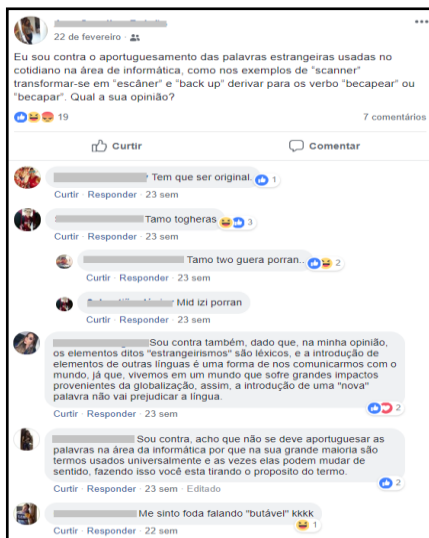 22 de fevereiro ·
Eu sou contra o aportuguesamento das palavras estrangeiras usadas no
cotidiano na área de informática, como nos exemplos de "scanner"
transformar-se em "escâner" e "back up" derivar para os verbo "becapear" ou
"becapar". Qual a sua opinião?
19
7 comentários
Curtir
Comentar
Tem que ser original. 1
Curtir · Responder · 23 sem
Tamo togheras 3
Curtir · Responder · 23 sem
Tamo two guera porran.. 2
Curtir · Responder · 23 sem
Mid izi porran
Curtir · Responder · 23 sem
Sou contra também, dado que, na minha opinião,
os elementos ditos "estrangeirismos" são léxicos, e a introdução de
elementos de outras línguas é uma forma de nos comunicarmos com o
mundo, já que, vivemos em um mundo que sofre grandes impactos
provenientes da globalização, assim, a introdução de uma "nova"
palavra não vai prejudicar a língua.
2
Curtir · Responder · 23 sem
Sou contra, acho que não se deve aportuguesar as
palavras na área da informática por que na sua grande maioria são
termos usados universalmente e as vezes elas podem mudar de
sentido, fazendo isso você esta tirando o proposito do termo.
2
Curtir · Responder · 23 sem · Editado
Me sinto foda falando "butável" kkkk
1
Curtir · Responder · 22 sem